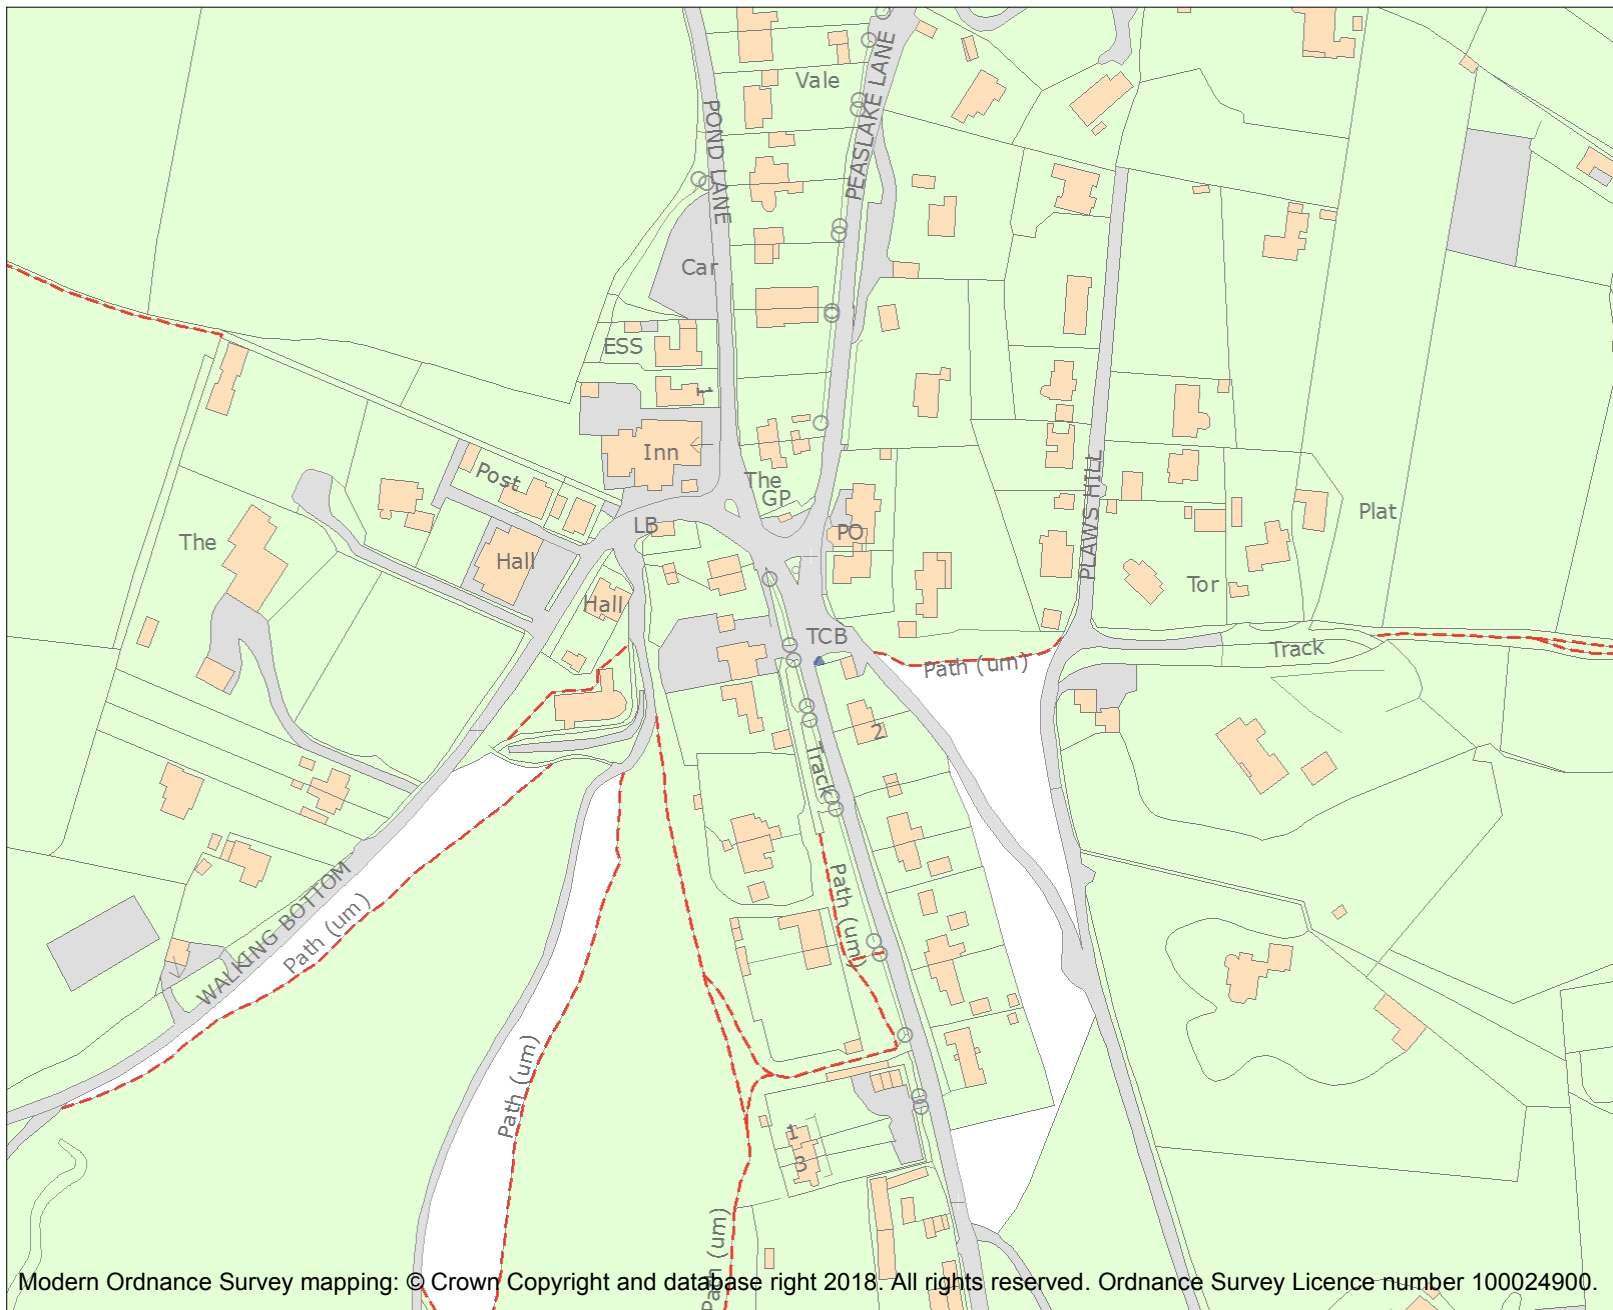 Vale
POND LANE
PEASLAKE LANE
Car
ESS
1
Inn
Post
The
GP
Plat
LB
PO
PLAWS HILL
The
Hall
Hall
Tor
TCB
Track
Path (um)
2
Track
WALKING BOTTOM
Path (um)
Path (um)
Path (um)
1
3
Path (um)
Modern Ordnance Survey mapping: © Crown Copyright and database right 2018. All rights reserved. Ordnance Survey Licence number 100024900.